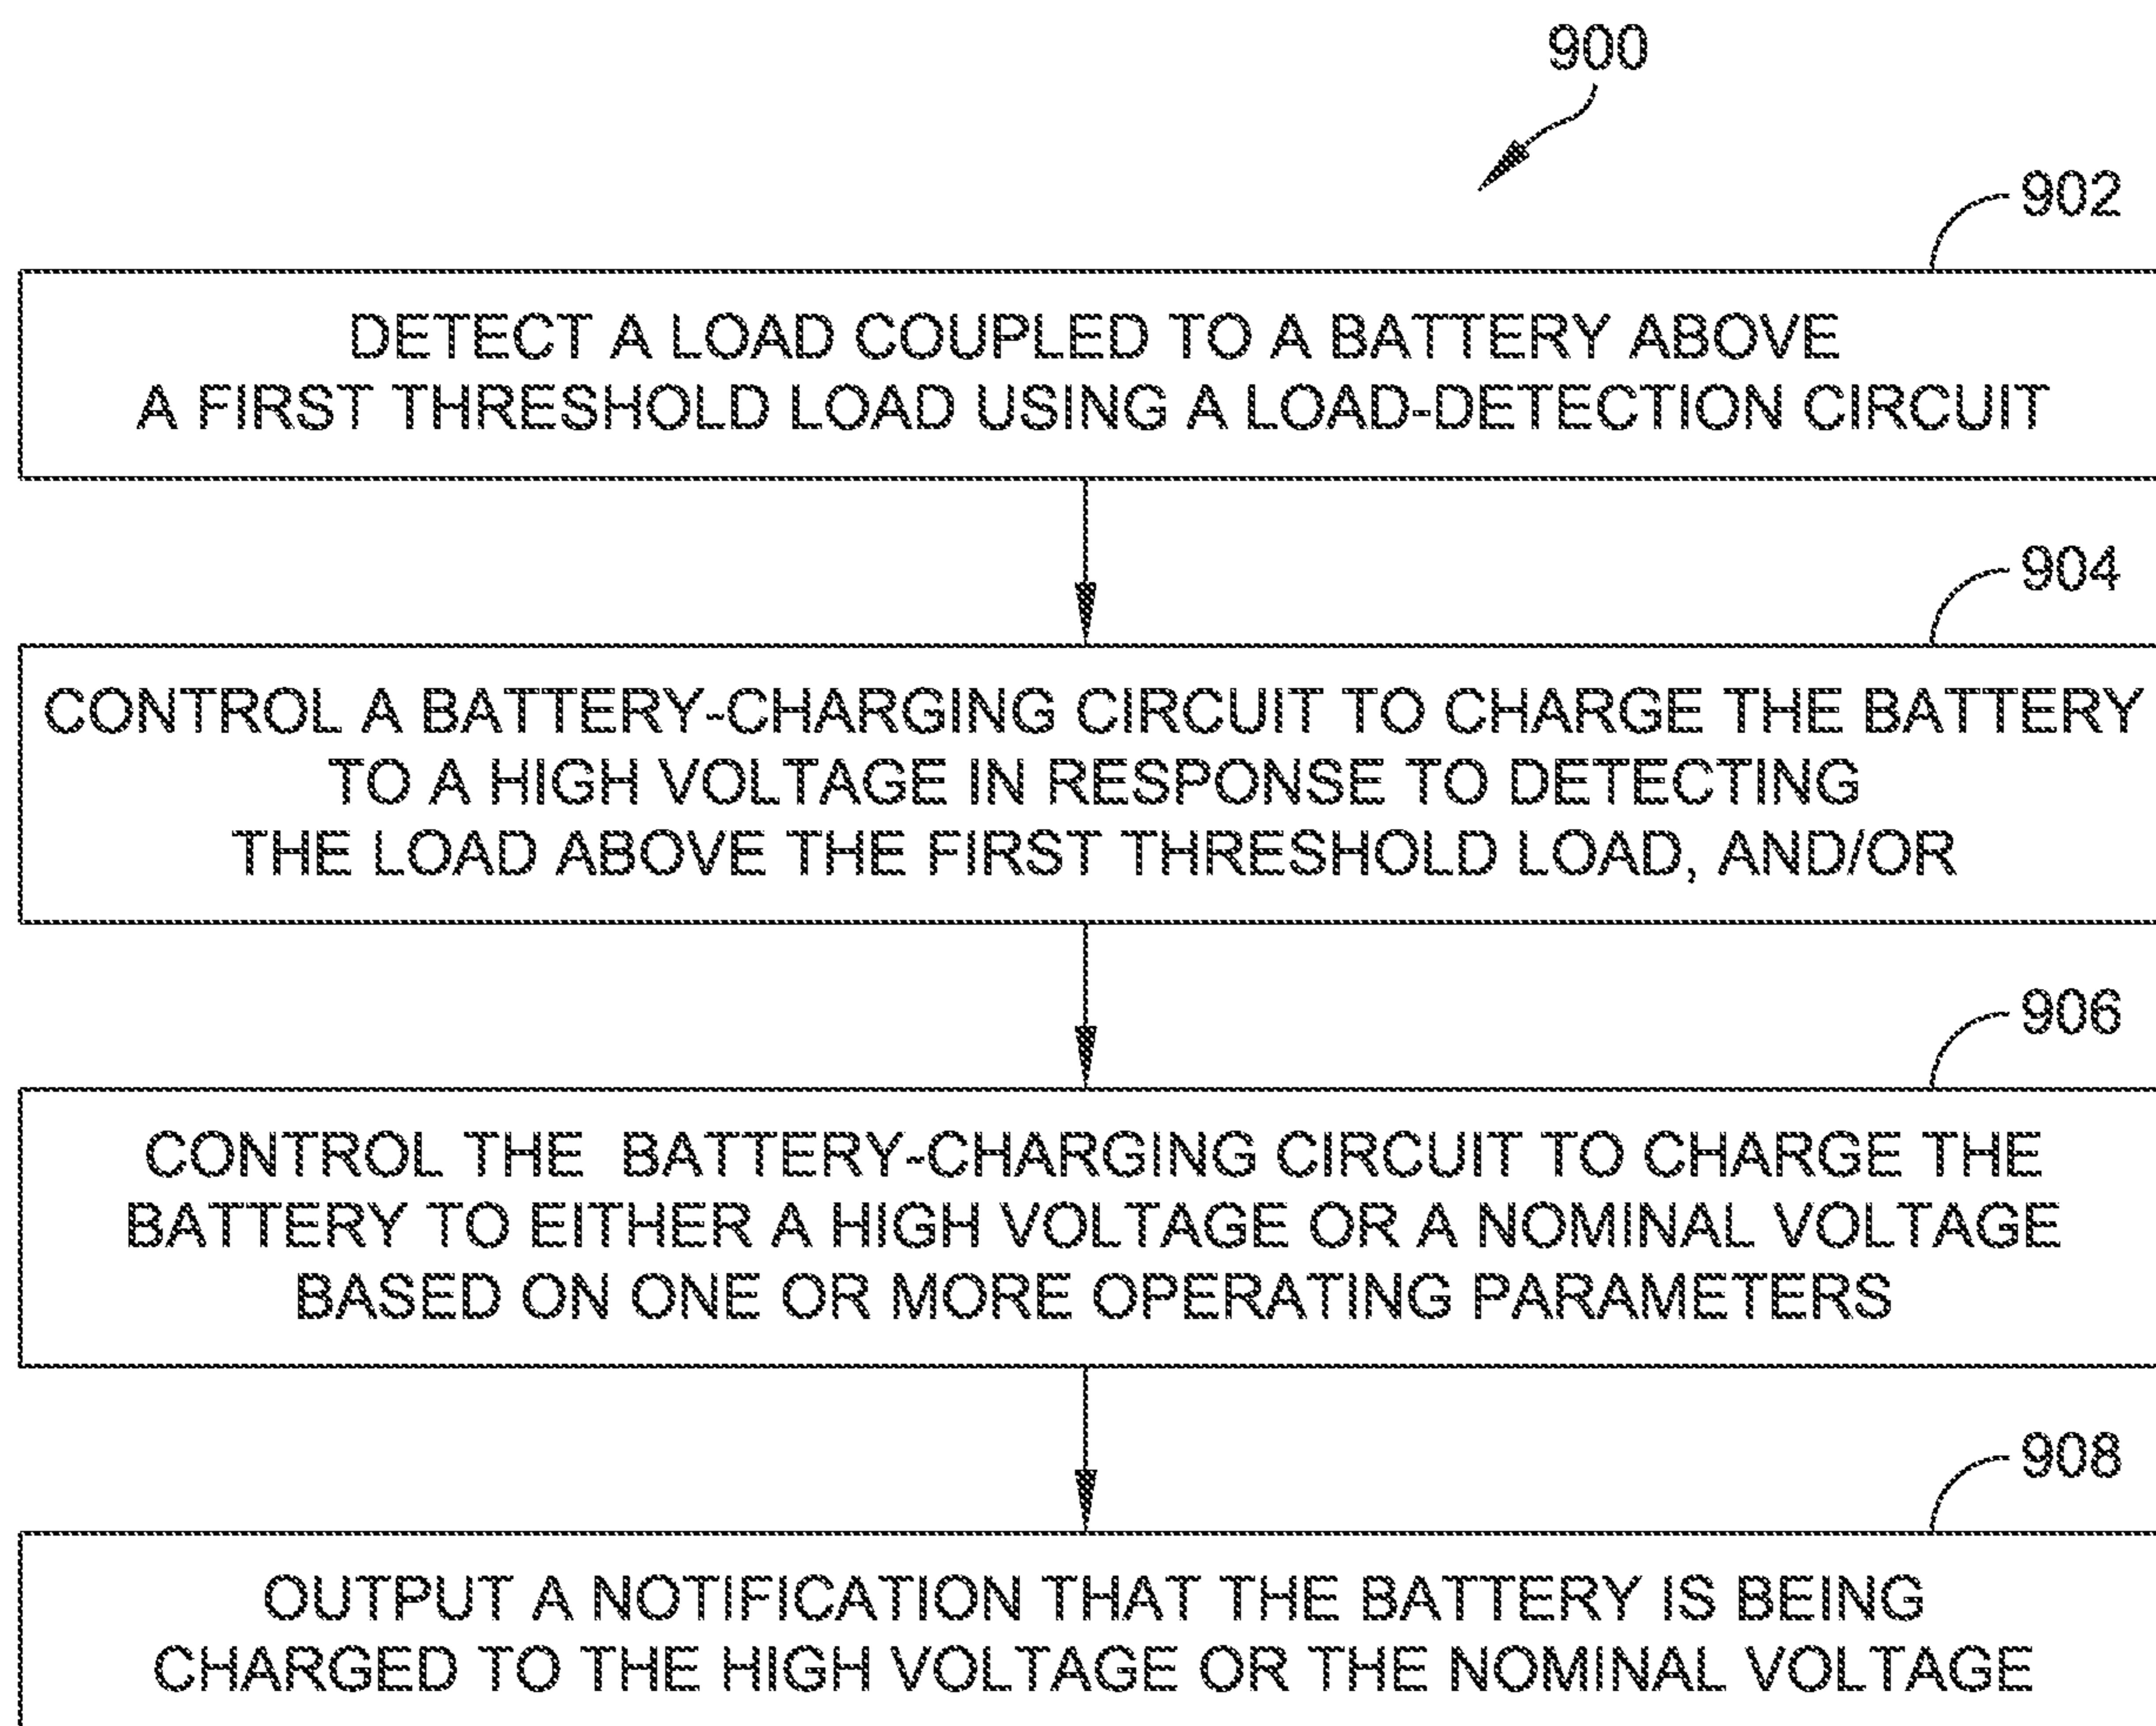 900
902
DETECT A LOAD COUPLED TO A BATTERY ABOVE
A FIRST THRESHOLD LOAD USING A LOAD-DETECTION CIRCUIT
904
CONTROL A BATTERY-CHARGING CIRCUIT TO CHARGE THE BATTERY
TO A HIGH VOLTAGE IN RESPONSE TO DETECTING
THE LOAD ABOVE THE FIRST THRESHOLD LOAD, AND/OR
906
CONTROL THE BATTERY-CHARGING CIRCUIT TO CHARGE THE
BATTERY TO EITHER A HIGH VOLTAGE OR A NOMINAL VOLTAGE
BASED ON ONE OR MORE OPERATING PARAMETERS
908
OUTPUT A NOTIFICATION THAT THE BATTERY IS BEING
CHARGED TO THE HIGH VOLTAGE OR THE NOMINAL VOLTAGE